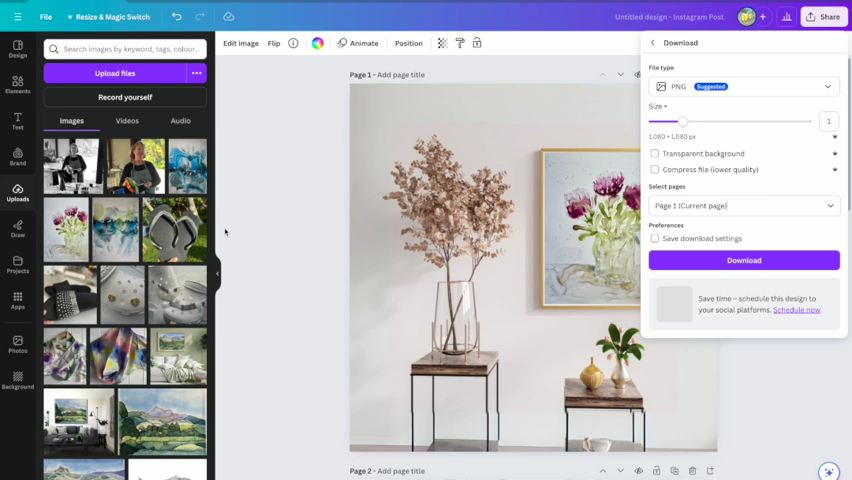 File
Resize & Magic Switch
Untitled design - Instagram Post
Share
Design
Elements
Text
Brand
Uploads
Draw
Projects
Apps
Photos
Background
Search images by keyword, tags, colour...
Upload files
Record yourself
Images
Videos
Audio
Edit image
Flip
Animate
Position
Page 1 - Add page title
Page 2 - Add page title
Download
File type
PNG
Suggested
Size
1
1,080 × 1,080 px
Transparent background
Compress file (lower quality)
Select pages
Page 1 (Current page)
Preferences
Save download settings
Download
Save time – schedule this design to
your social platforms. Schedule now.